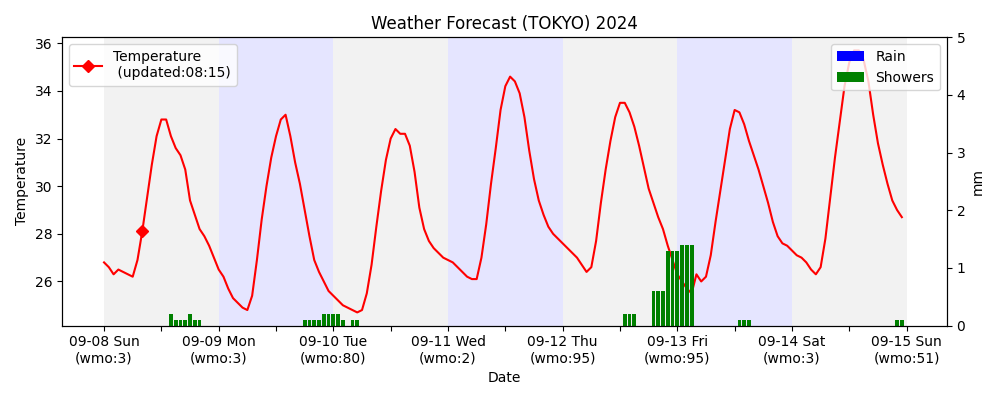 Weather Forecast (TOKYO) 2024
Temperature
(updated:08:15)
Rain
Showers
36
34
32
30
28
26
Temperature
5
4
3
2
1
0
mm
09-08 Sun
(wmo:3)
09-09 Mon
(wmo:3)
09-10 Tue
(wmo:80)
09-11 Wed
(wmo:2)
09-12 Thu
(wmo:95)
09-13 Fri
(wmo:95)
09-14 Sat
(wmo:3)
09-15 Sun
(wmo:51)
Date